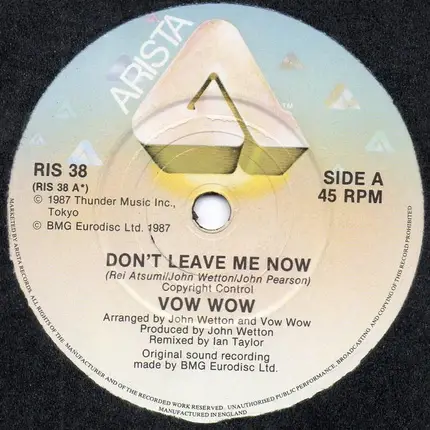 ARISTA
TM
RIS 38
(RIS 38 A*)
© 1987 Thunder Music Inc.,
Tokyo
℗ BMG Eurodisc Ltd. 1987
SIDE A
45 RPM
DON'T LEAVE ME NOW
(Rei Atsumi/John Wetton/John Pearson)
Copyright Control
VOW WOW
Arranged by John Wetton and Vow Wow
Produced by John Wetton
Remixed by Ian Taylor
Original sound recording
made by BMG Eurodisc Ltd.
MARKETED BY ARISTA RECORDS. ALL RIGHTS OF THE MANUFACTURER AND OF THE OWNER OF THE RECORDED WORK RESERVED. UNAUTHORISED PUBLIC PERFORMANCE, BROADCASTING AND COPYING OF THIS RECORD PROHIBITED
MANUFACTURED IN ENGLAND